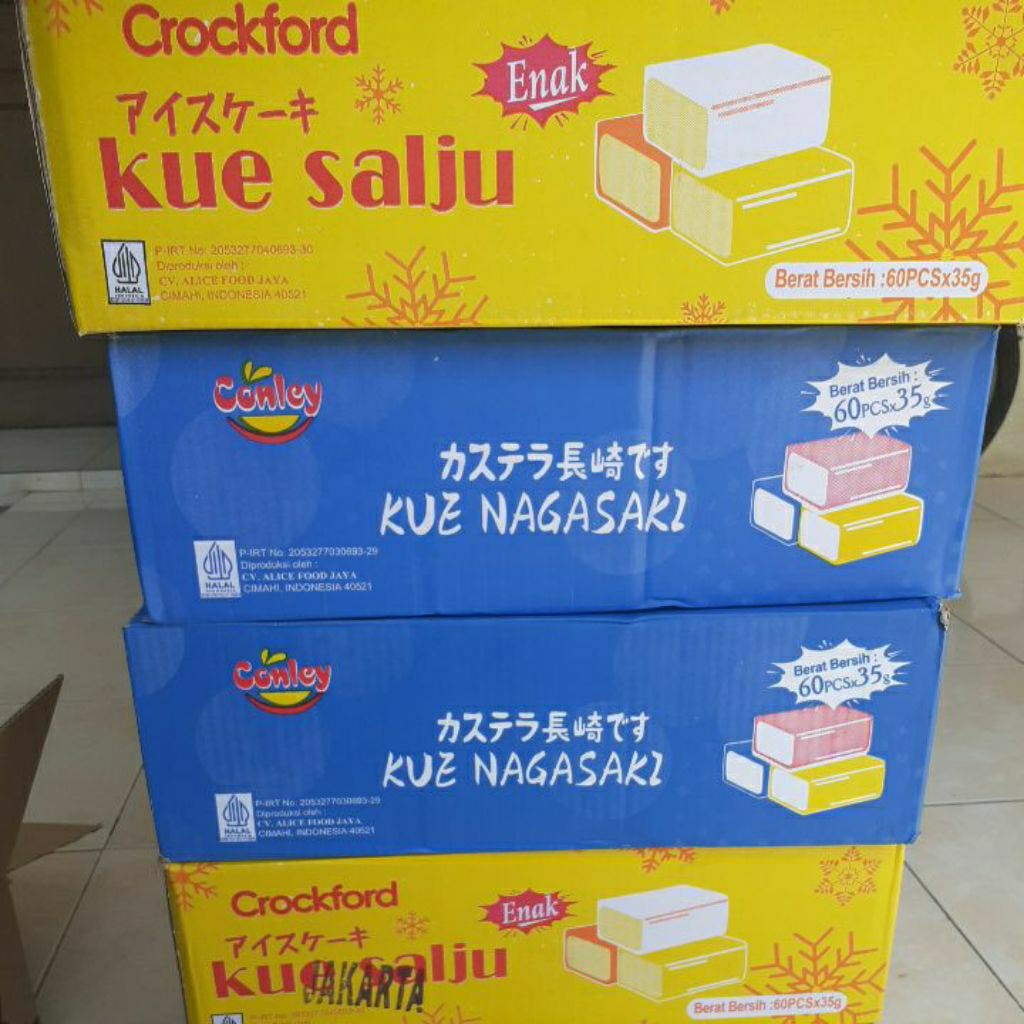 Crockford
Enak
アイスケーキ
kue salju
HALAL
P-IRT No: 2053277040693-30
Diproduksi oleh :
CV. ALICE FOOD JAYA
CIMAHI, INDONESIA 40521
Berat Bersih :60PCSx35g
Conley
Berat Bersih :
60PCSx35g
カステラ長崎です
KUE NAGASAKI
HALAL
P-IRT No: 2053277030693-29
Diproduksi oleh :
CV. ALICE FOOD JAYA
CIMAHI, INDONESIA 40521
Conley
Berat Bersih :
60PCSx35g
カステラ長崎です
KUE NAGASAKI
HALAL
P-IRT No: 2053277030693-29
Diproduksi oleh :
CV. ALICE FOOD JAYA
CIMAHI, INDONESIA 40521
Crockford
Enak
アイスケーキ
kue salju
JAKARTA
Berat Bersih :60PCSx35g